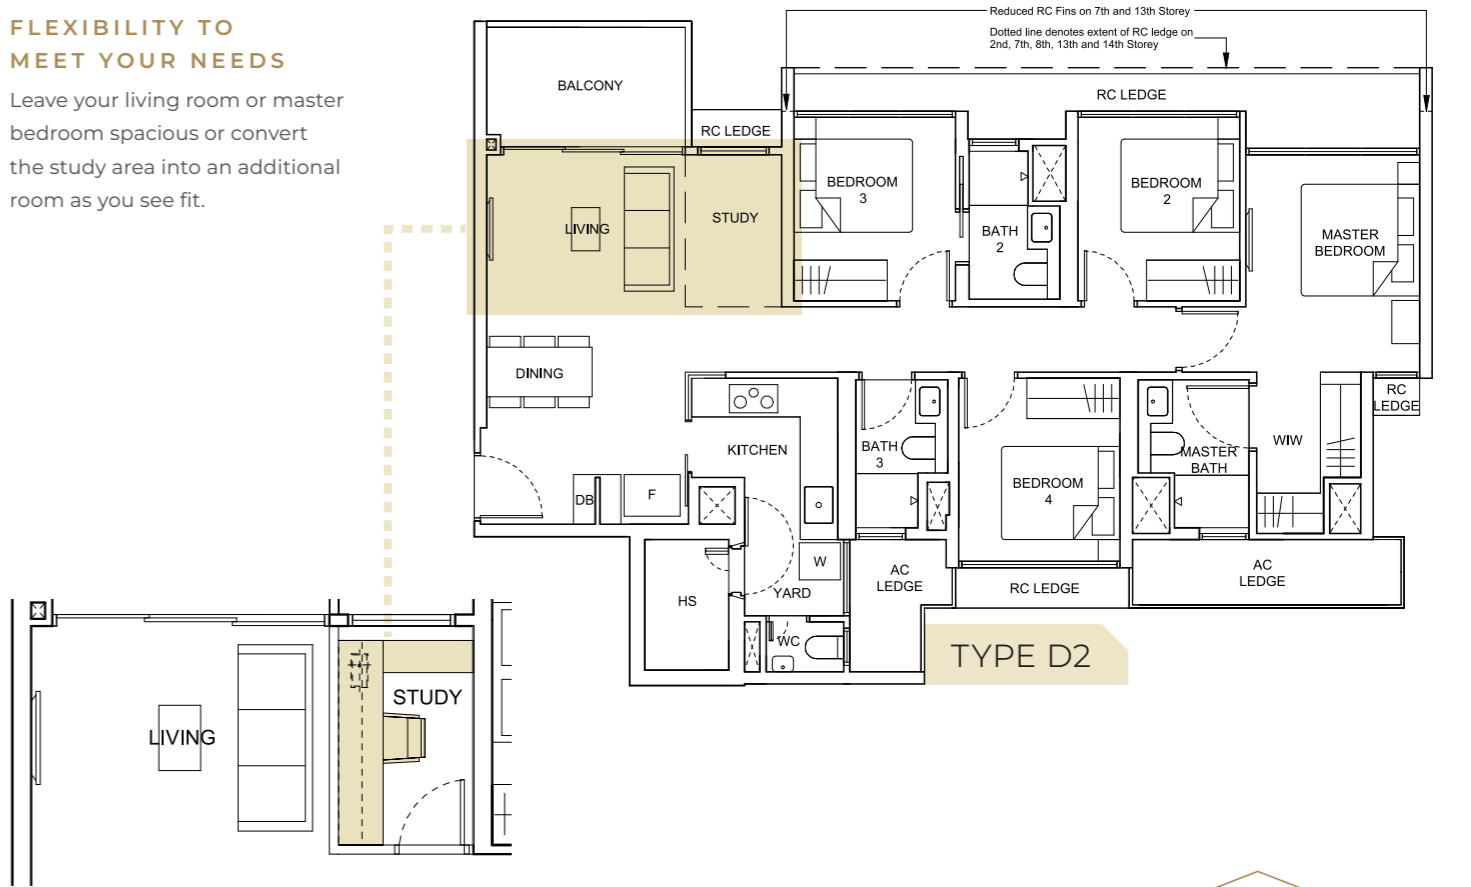 FLEXIBILITY TO
MEET YOUR NEEDS
Leave your living room or master
bedroom spacious or convert
the study area into an additional
room as you see fit.
Reduced RC Fins on 7th and 13th Storey
Dotted line denotes extent of RC ledge on
2nd, 7th, 8th, 13th and 14th Storey
BALCONY
RC LEDGE
RC LEDGE
BEDROOM
3
BEDROOM
2
LIVING
STUDY
BATH
2
MASTER
BEDROOM
DINING
RC
LEDGE
KITCHEN
BATH
3
WIW
MASTER
BATH
BEDROOM
4
DB
F
W
AC
LEDGE
AC
LEDGE
RC LEDGE
HS
YARD
WC
TYPE D2
STUDY
LIVING